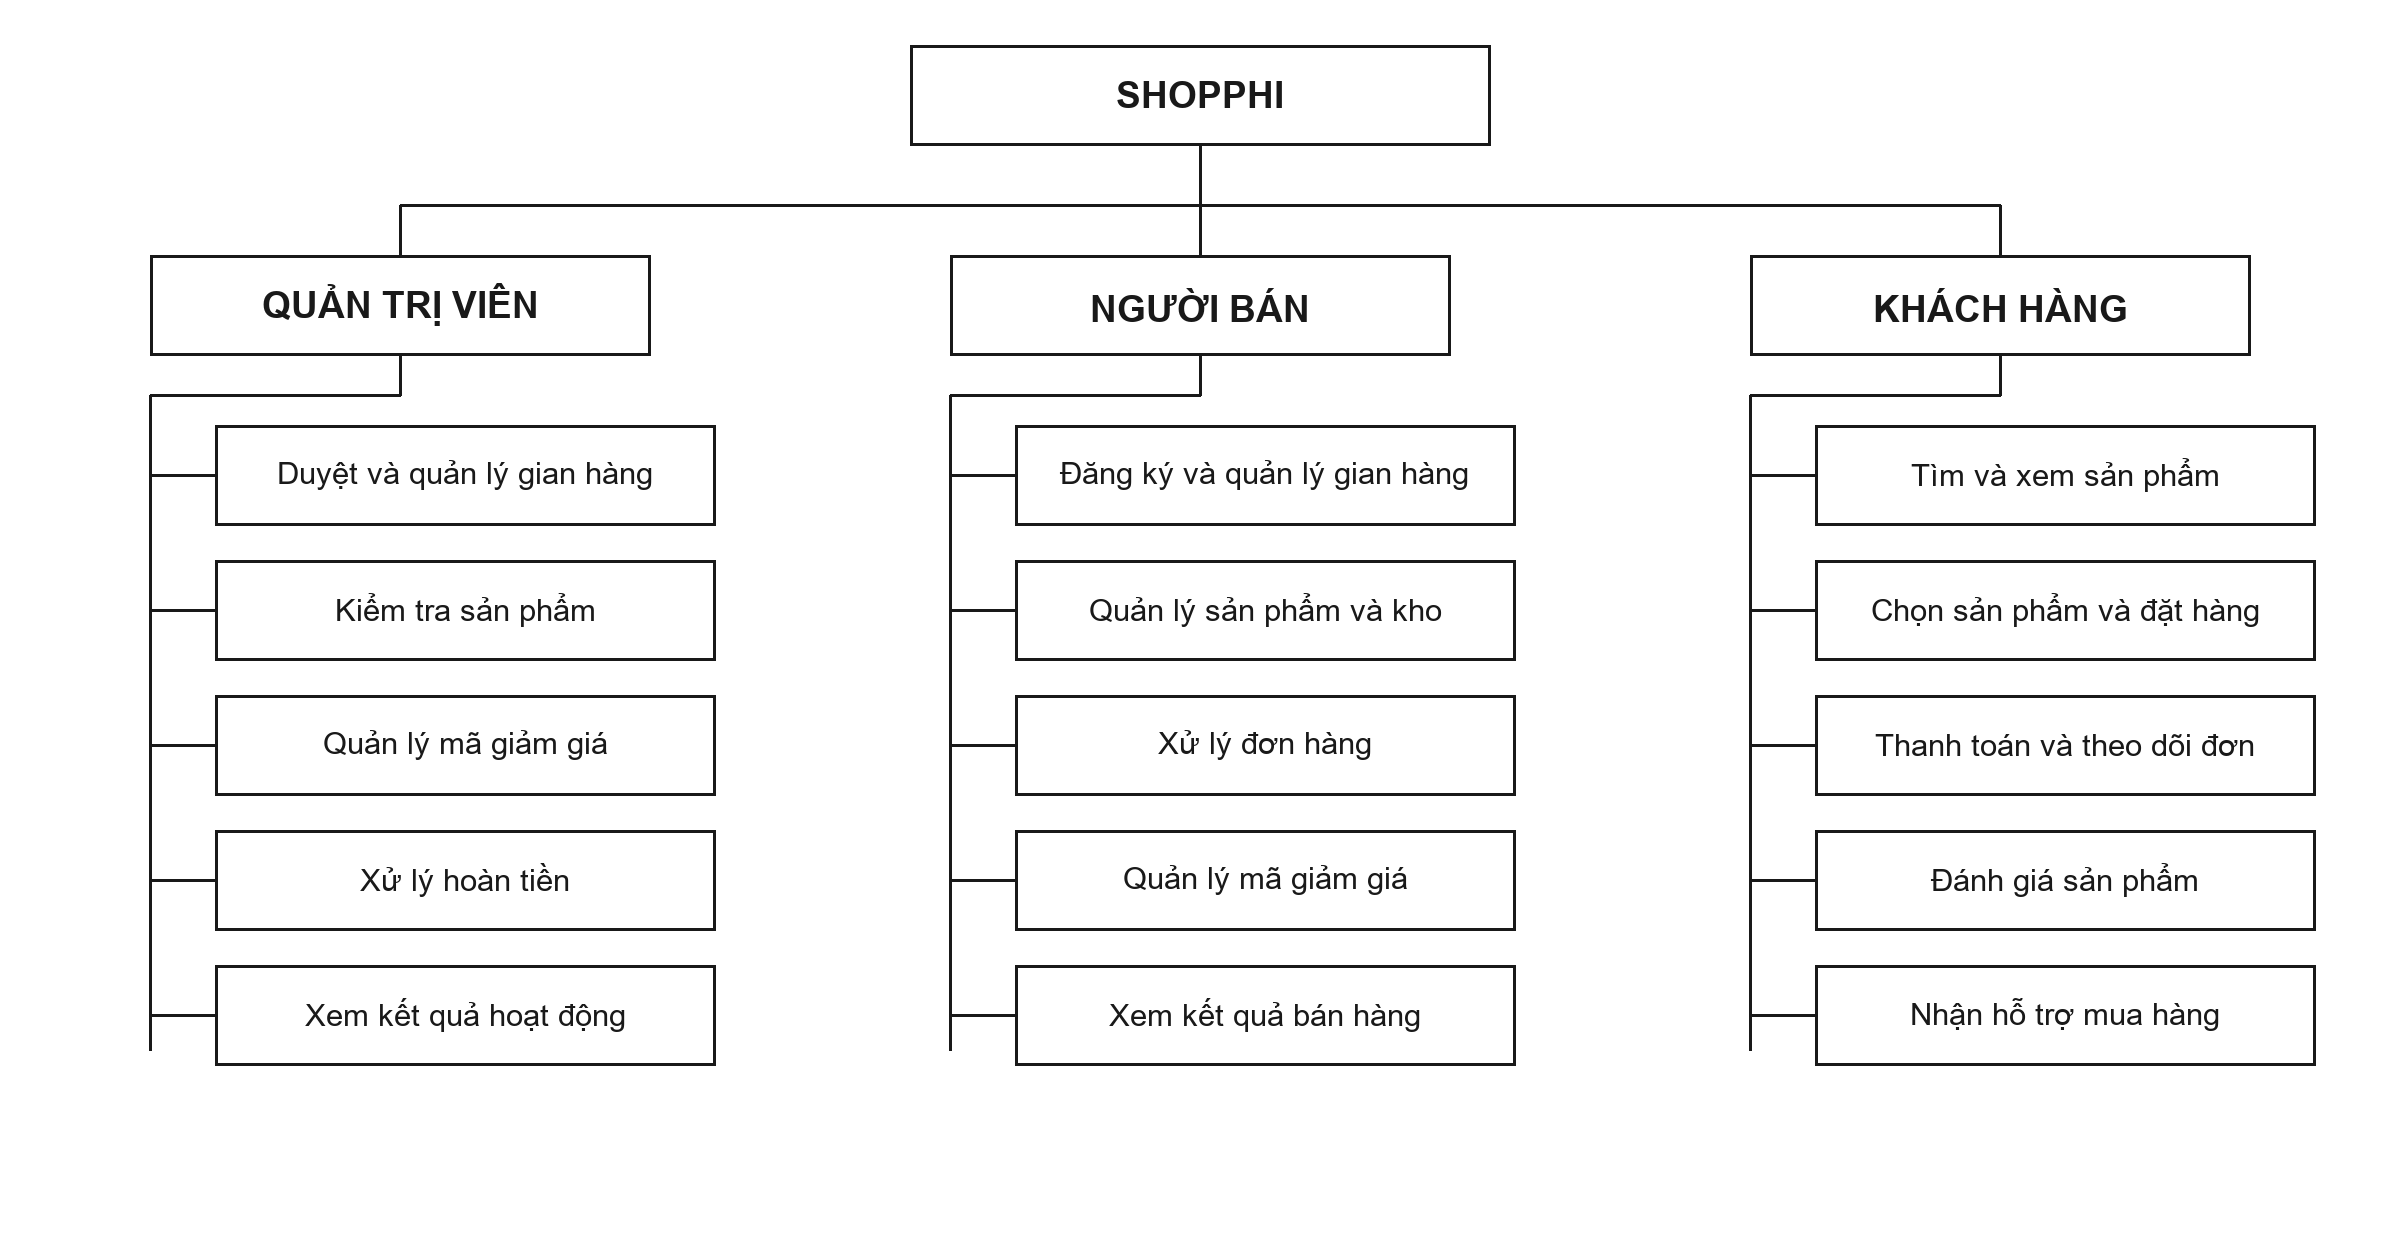 SHOPPHI
QUẢN TRỊ VIÊN
Duyệt và quản lý gian hàng
Kiểm tra sản phẩm
Quản lý mã giảm giá
Xử lý hoàn tiền
Xem kết quả hoạt động
NGƯỜI BÁN
Đăng ký và quản lý gian hàng
Quản lý sản phẩm và kho
Xử lý đơn hàng
Quản lý mã giảm giá
Xem kết quả bán hàng
KHÁCH HÀNG
Tìm và xem sản phẩm
Chọn sản phẩm và đặt hàng
Thanh toán và theo dõi đơn
Đánh giá sản phẩm
Nhận hỗ trợ mua hàng